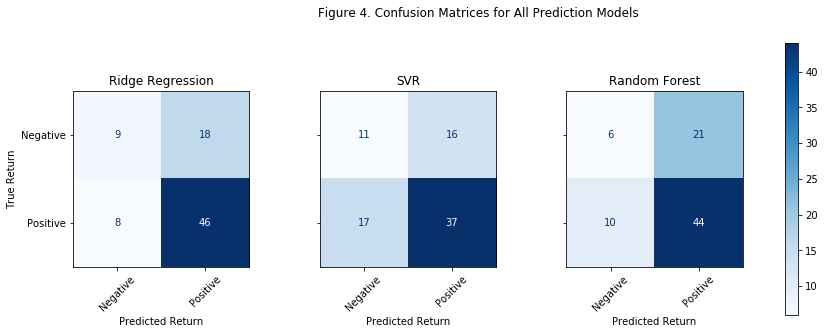 Figure 4. Confusion Matrices for All Prediction Models
Ridge Regression
SVR
Random Forest
True Return
Negative
Positive
9 18
8 46
11 16
17 37
6 21
10 44
Negative Positive
Negative Positive
Negative Positive
Predicted Return
Predicted Return
Predicted Return
40
35
30
25
20
15
10